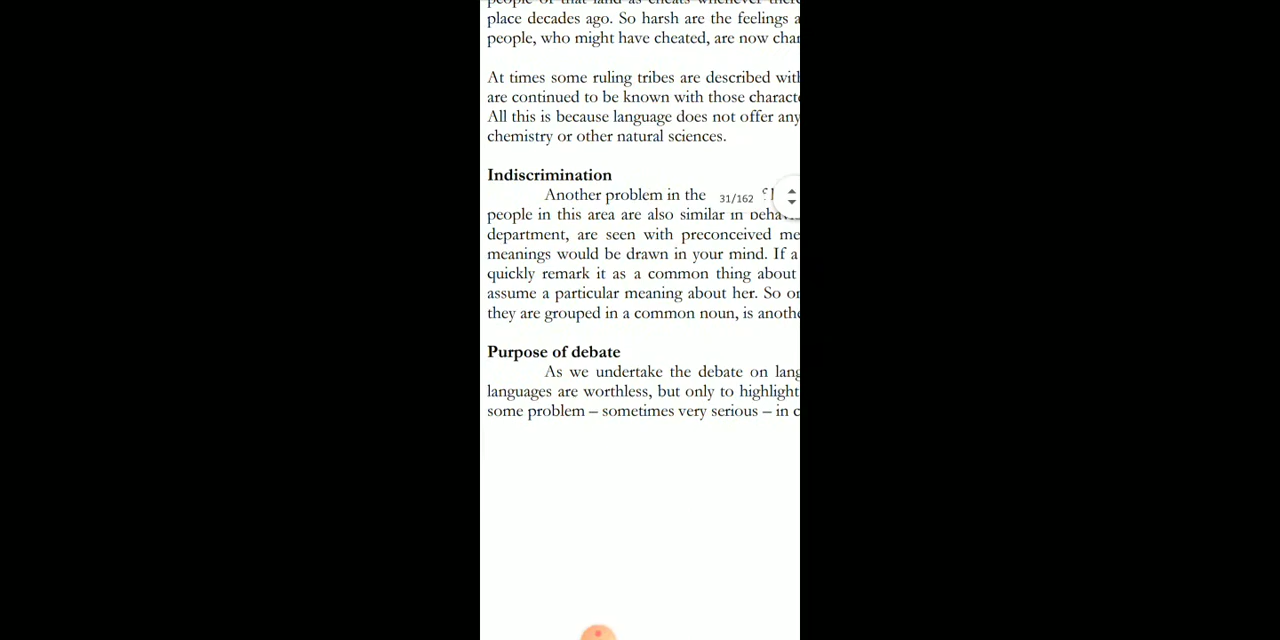 place decades ago. So harsh are the feelings a
people, who might have cheated, are now char
At times some ruling tribes are described with
are continued to be known with those characte
All this is because language does not offer any
chemistry or other natural sciences.
Indiscrimination
Another problem in the
31/162
people in this area are also similar in beha
department, are seen with preconceived me
meanings would be drawn in your mind. If a
quickly remark it as a common thing about
assume a particular meaning about her. So or
they are grouped in a common noun, is anothe
Purpose of debate
As we undertake the debate on lang
languages are worthless, but only to highlight
some problem – sometimes very serious – in c